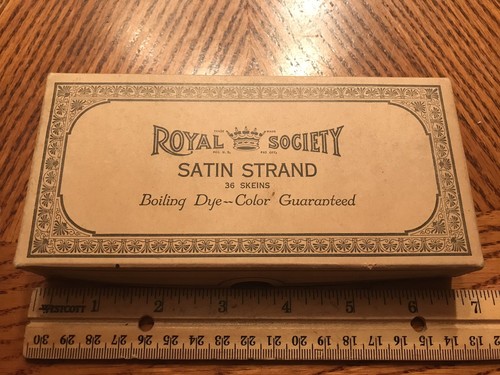 ROYAL SOCIETY
SATIN STRAND
36 SKEINS
Boiling Dye--Color Guaranteed
1 2 3 4 5 6 7
WESTCOTT
30 29 28 27 26 25 24 23 22 21 20 19 18 17 16 15 14 13 12